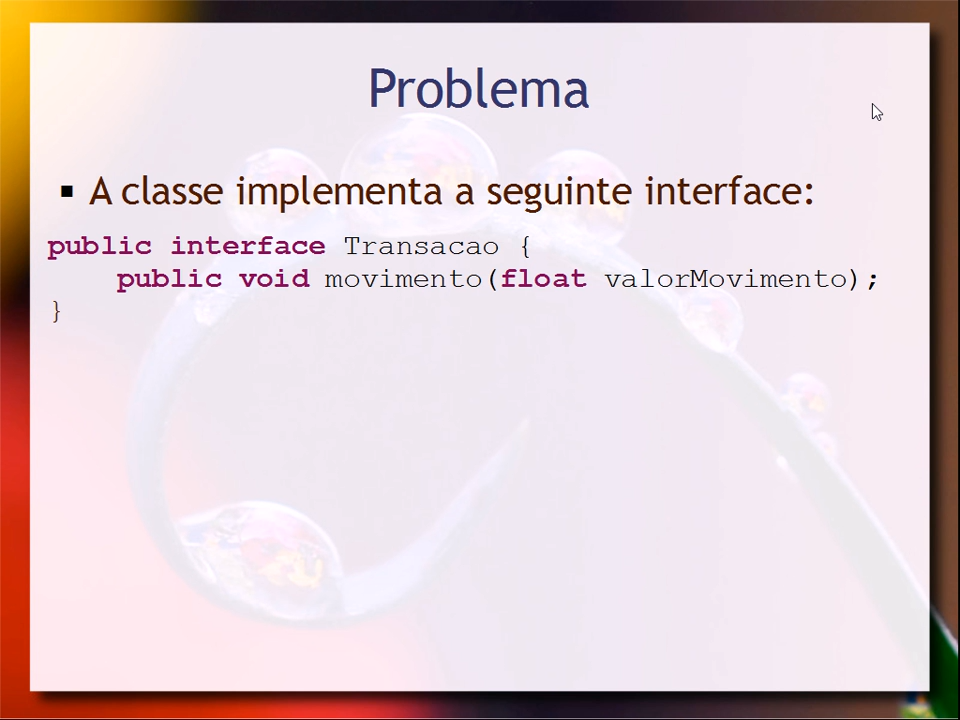 Problema
▪ A classe implementa a seguinte interface:
public interface Transacao {
    public void movimento(float valorMovimento);
}